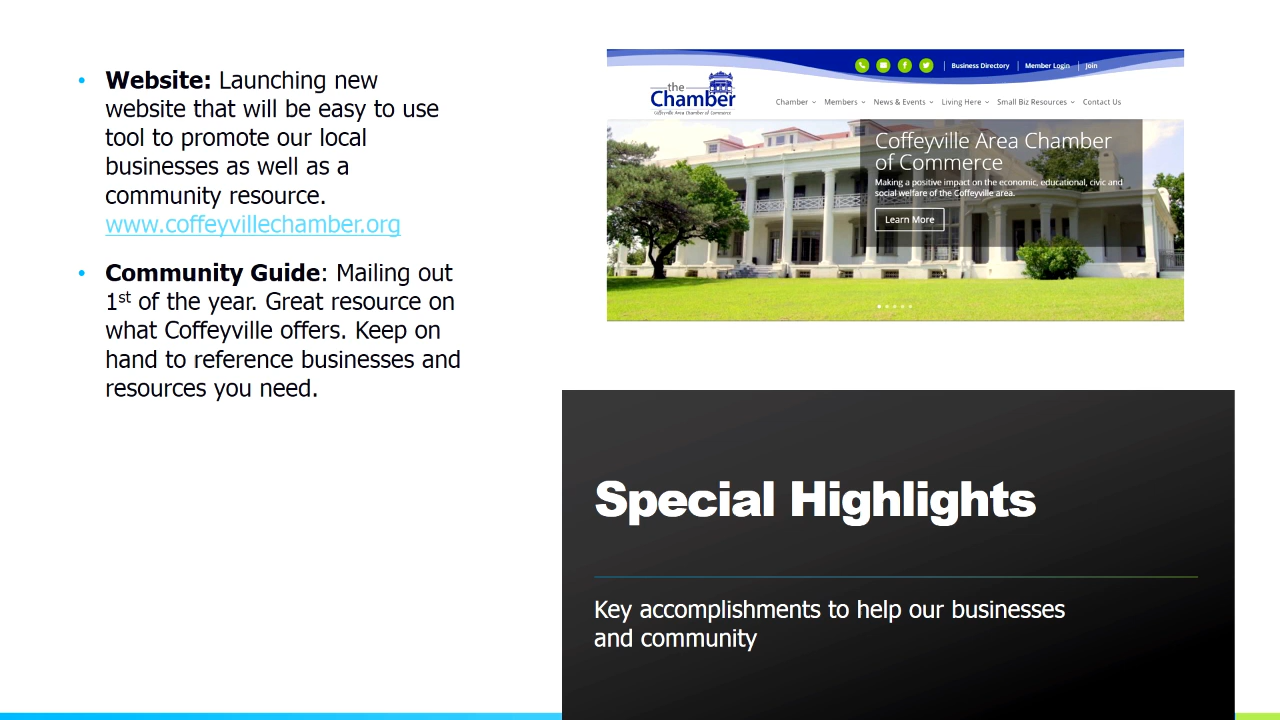 • Website: Launching new
website that will be easy to use
tool to promote our local
businesses as well as a
community resource.
www.coffeyvillechamber.org
• Community Guide: Mailing out
1st of the year. Great resource on
what Coffeyville offers. Keep on
hand to reference businesses and
resources you need.
Business Directory | Member Login | Join
the
Chamber
Coffeyville Area Chamber of Commerce
Chamber Members News & Events Living Here Small Biz Resources Contact Us
Coffeyville Area Chamber
of Commerce
Making a positive impact on the economic, educational, civic and
social welfare of the Coffeyville area.
Learn More
Special Highlights
Key accomplishments to help our businesses
and community